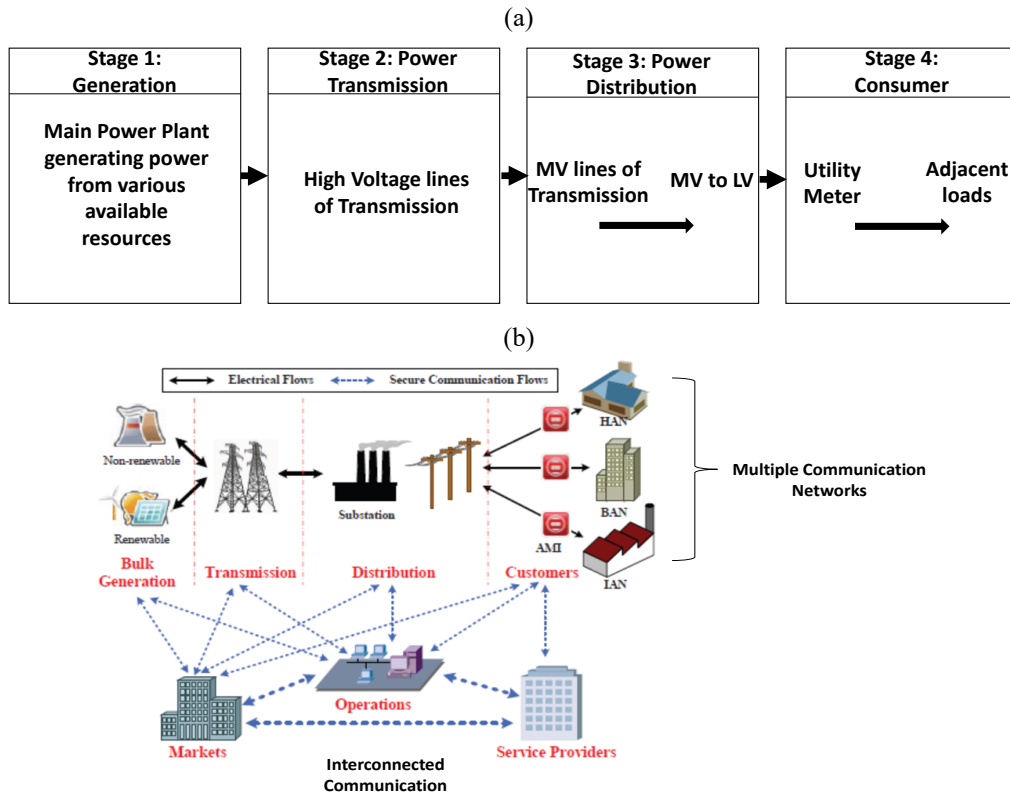 (a)
Stage 1:
Generation
Main Power Plant
generating power
from various
available
resources
Stage 2: Power
Transmission
High Voltage lines
of Transmission
Stage 3: Power
Distribution
MV lines of
Transmission
MV to LV
Stage 4:
Consumer
Utility
Meter
Adjacent
loads
(b)
Electrical Flows
Secure Communication Flows
Non-renewable
Renewable
Substation
HAN
BAN
AMI
IAN
Multiple Communication
Networks
Bulk
Generation
Transmission
Distribution
Customers
Operations
Markets
Service Providers
Interconnected
Communication